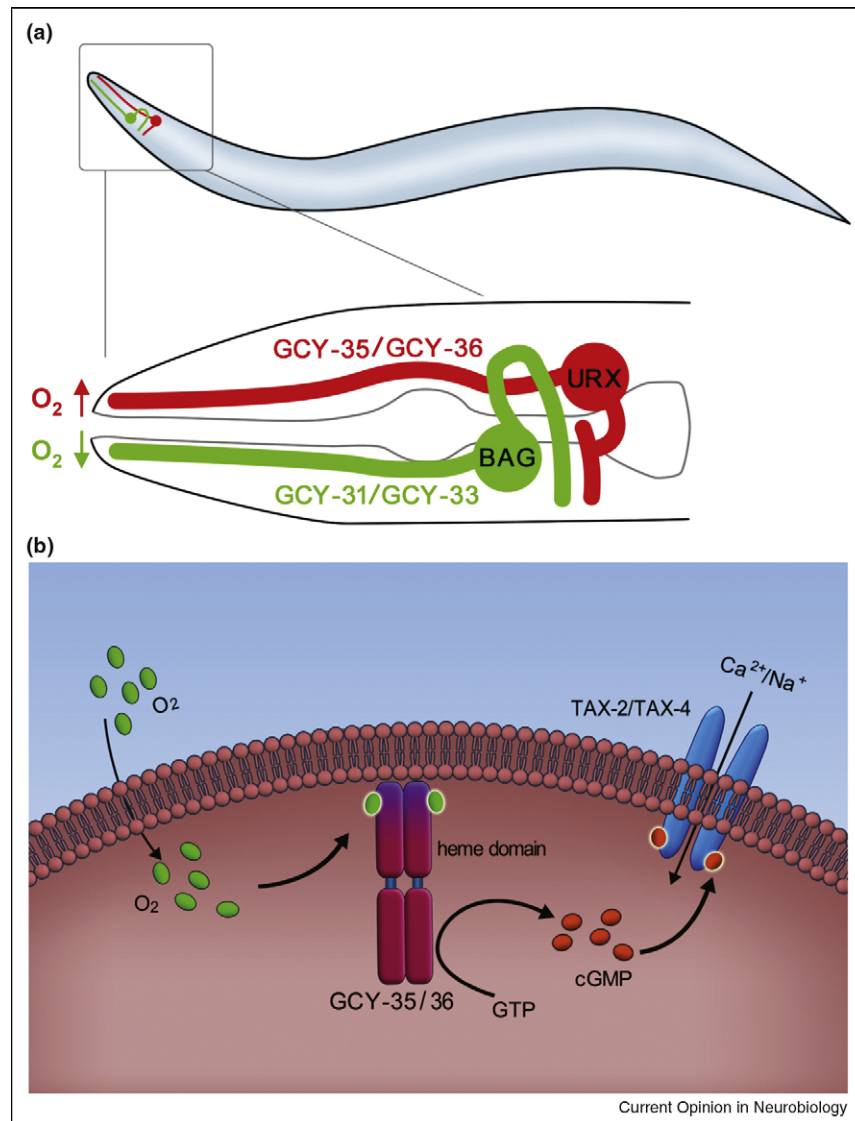 (a)
GCY-35/GCY-36
URX
O₂
O₂
BAG
GCY-31/GCY-33
(b)
Ca²⁺/Na⁺
TAX-2/TAX-4
O₂
heme domain
O₂
cGMP
GCY-35/36
GTP
Current Opinion in Neurobiology